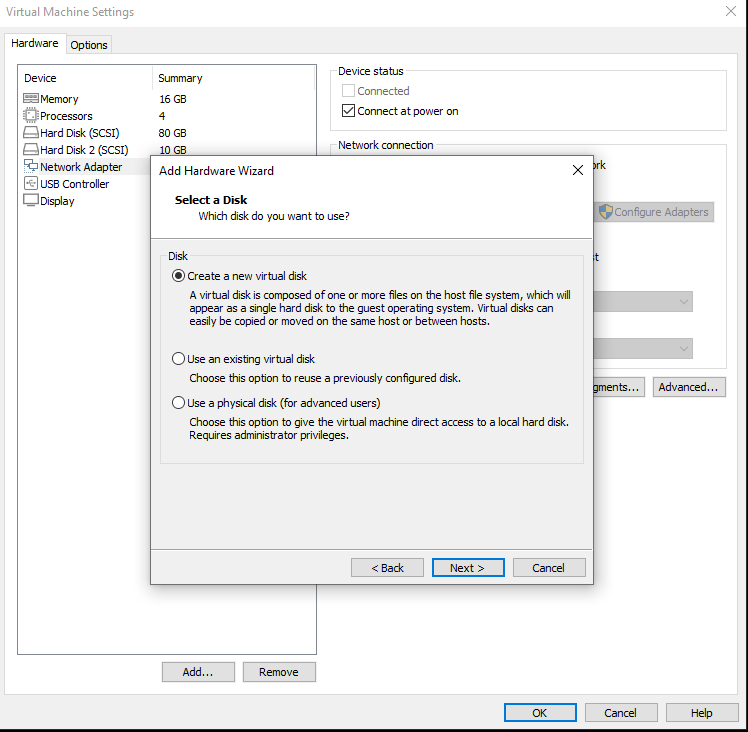 Virtual Machine Settings
Hardware
Options
Device Summary
Memory 16 GB
Processors 4
Hard Disk (SCSI) 80 GB
Hard Disk 2 (SCSI) 10 GB
Network Adapter
USB Controller
Display
Device status
Connected
Connect at power on
Network connection
Configure Adapters
Advanced...
Add Hardware Wizard
Select a Disk
Which disk do you want to use?
Disk
Create a new virtual disk
A virtual disk is composed of one or more files on the host file system, which will
appear as a single hard disk to the guest operating system. Virtual disks can
easily be copied or moved on the same host or between hosts.
Use an existing virtual disk
Choose this option to reuse a previously configured disk.
Use a physical disk (for advanced users)
Choose this option to give the virtual machine direct access to a local hard disk.
Requires administrator privileges.
< Back Next > Cancel
Add... Remove
OK Cancel Help